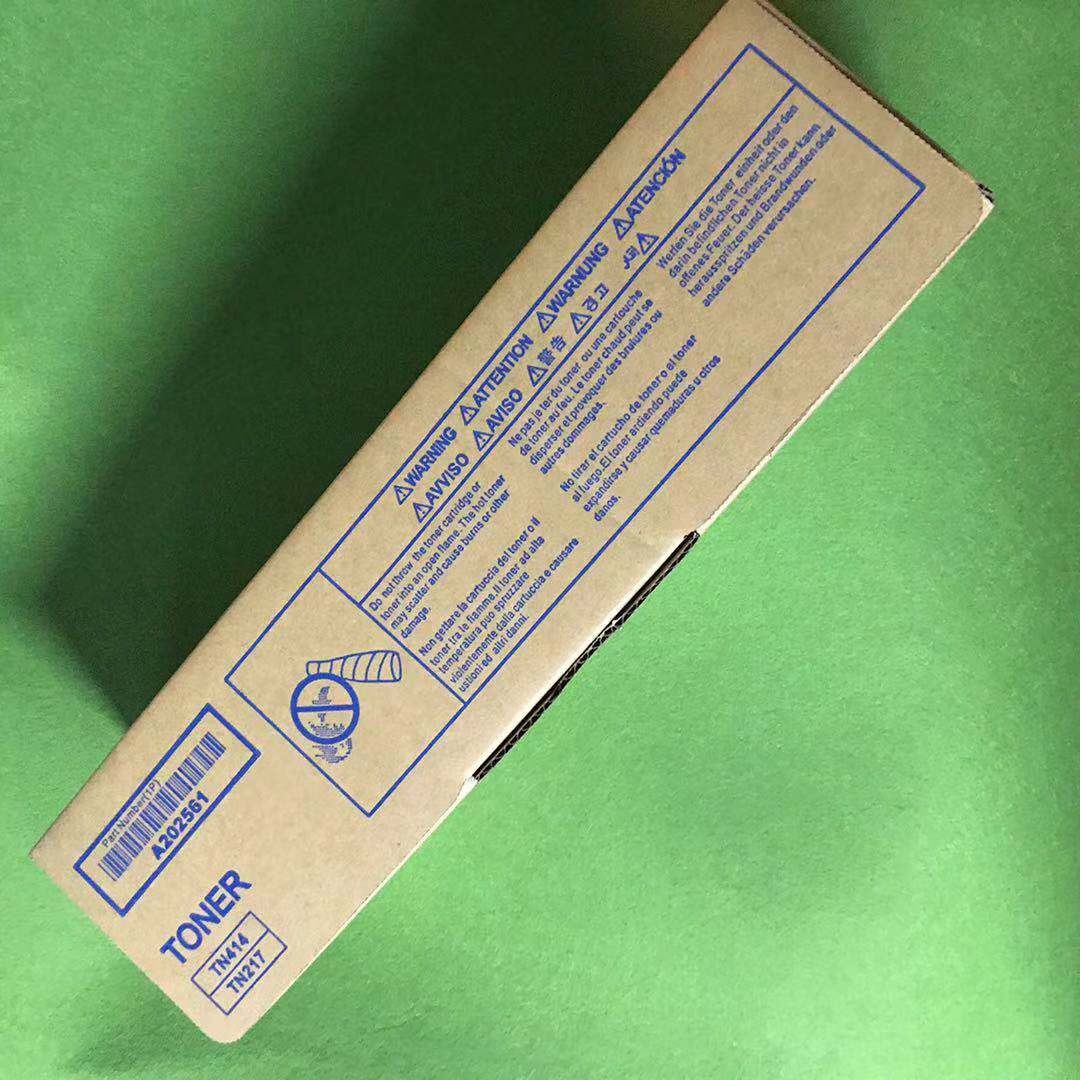 ⚠WARNING ⚠ATTENTION ⚠WARNUNG ⚠ATENCIÓN
⚠AVVISO ⚠AVISO ⚠警告 ⚠경고
Do not throw the toner cartridge or
toner into an open flame. The hot toner
may scatter and cause burns or other
damage.
Ne pas je ter du toner ou une cartouche
de toner au feu. Le toner chaud peut se
disperser et provoquer des brulures ou
autres dommages.
Werfen Sie die Toner einheit oder den
darin befindlichen Toner nicht in
offenes Feuer. Der heisse Toner kann
herausspritzen und Brandwunden oder
andere Schäden verursachen.
Non gettare la cartuccia del toner o il
toner tra le fiamme. Il toner ad alta
temperatura può spruzzare
violentemente dalla cartuccia e causare
ustioni ed altri danni.
No tirar el cartucho de toner o el toner
al fuego. El toner ardiendo puede
expandirse y causar quemaduras u otros
danos.
Part Number(1P)
A202561
TONER
TN414
TN217